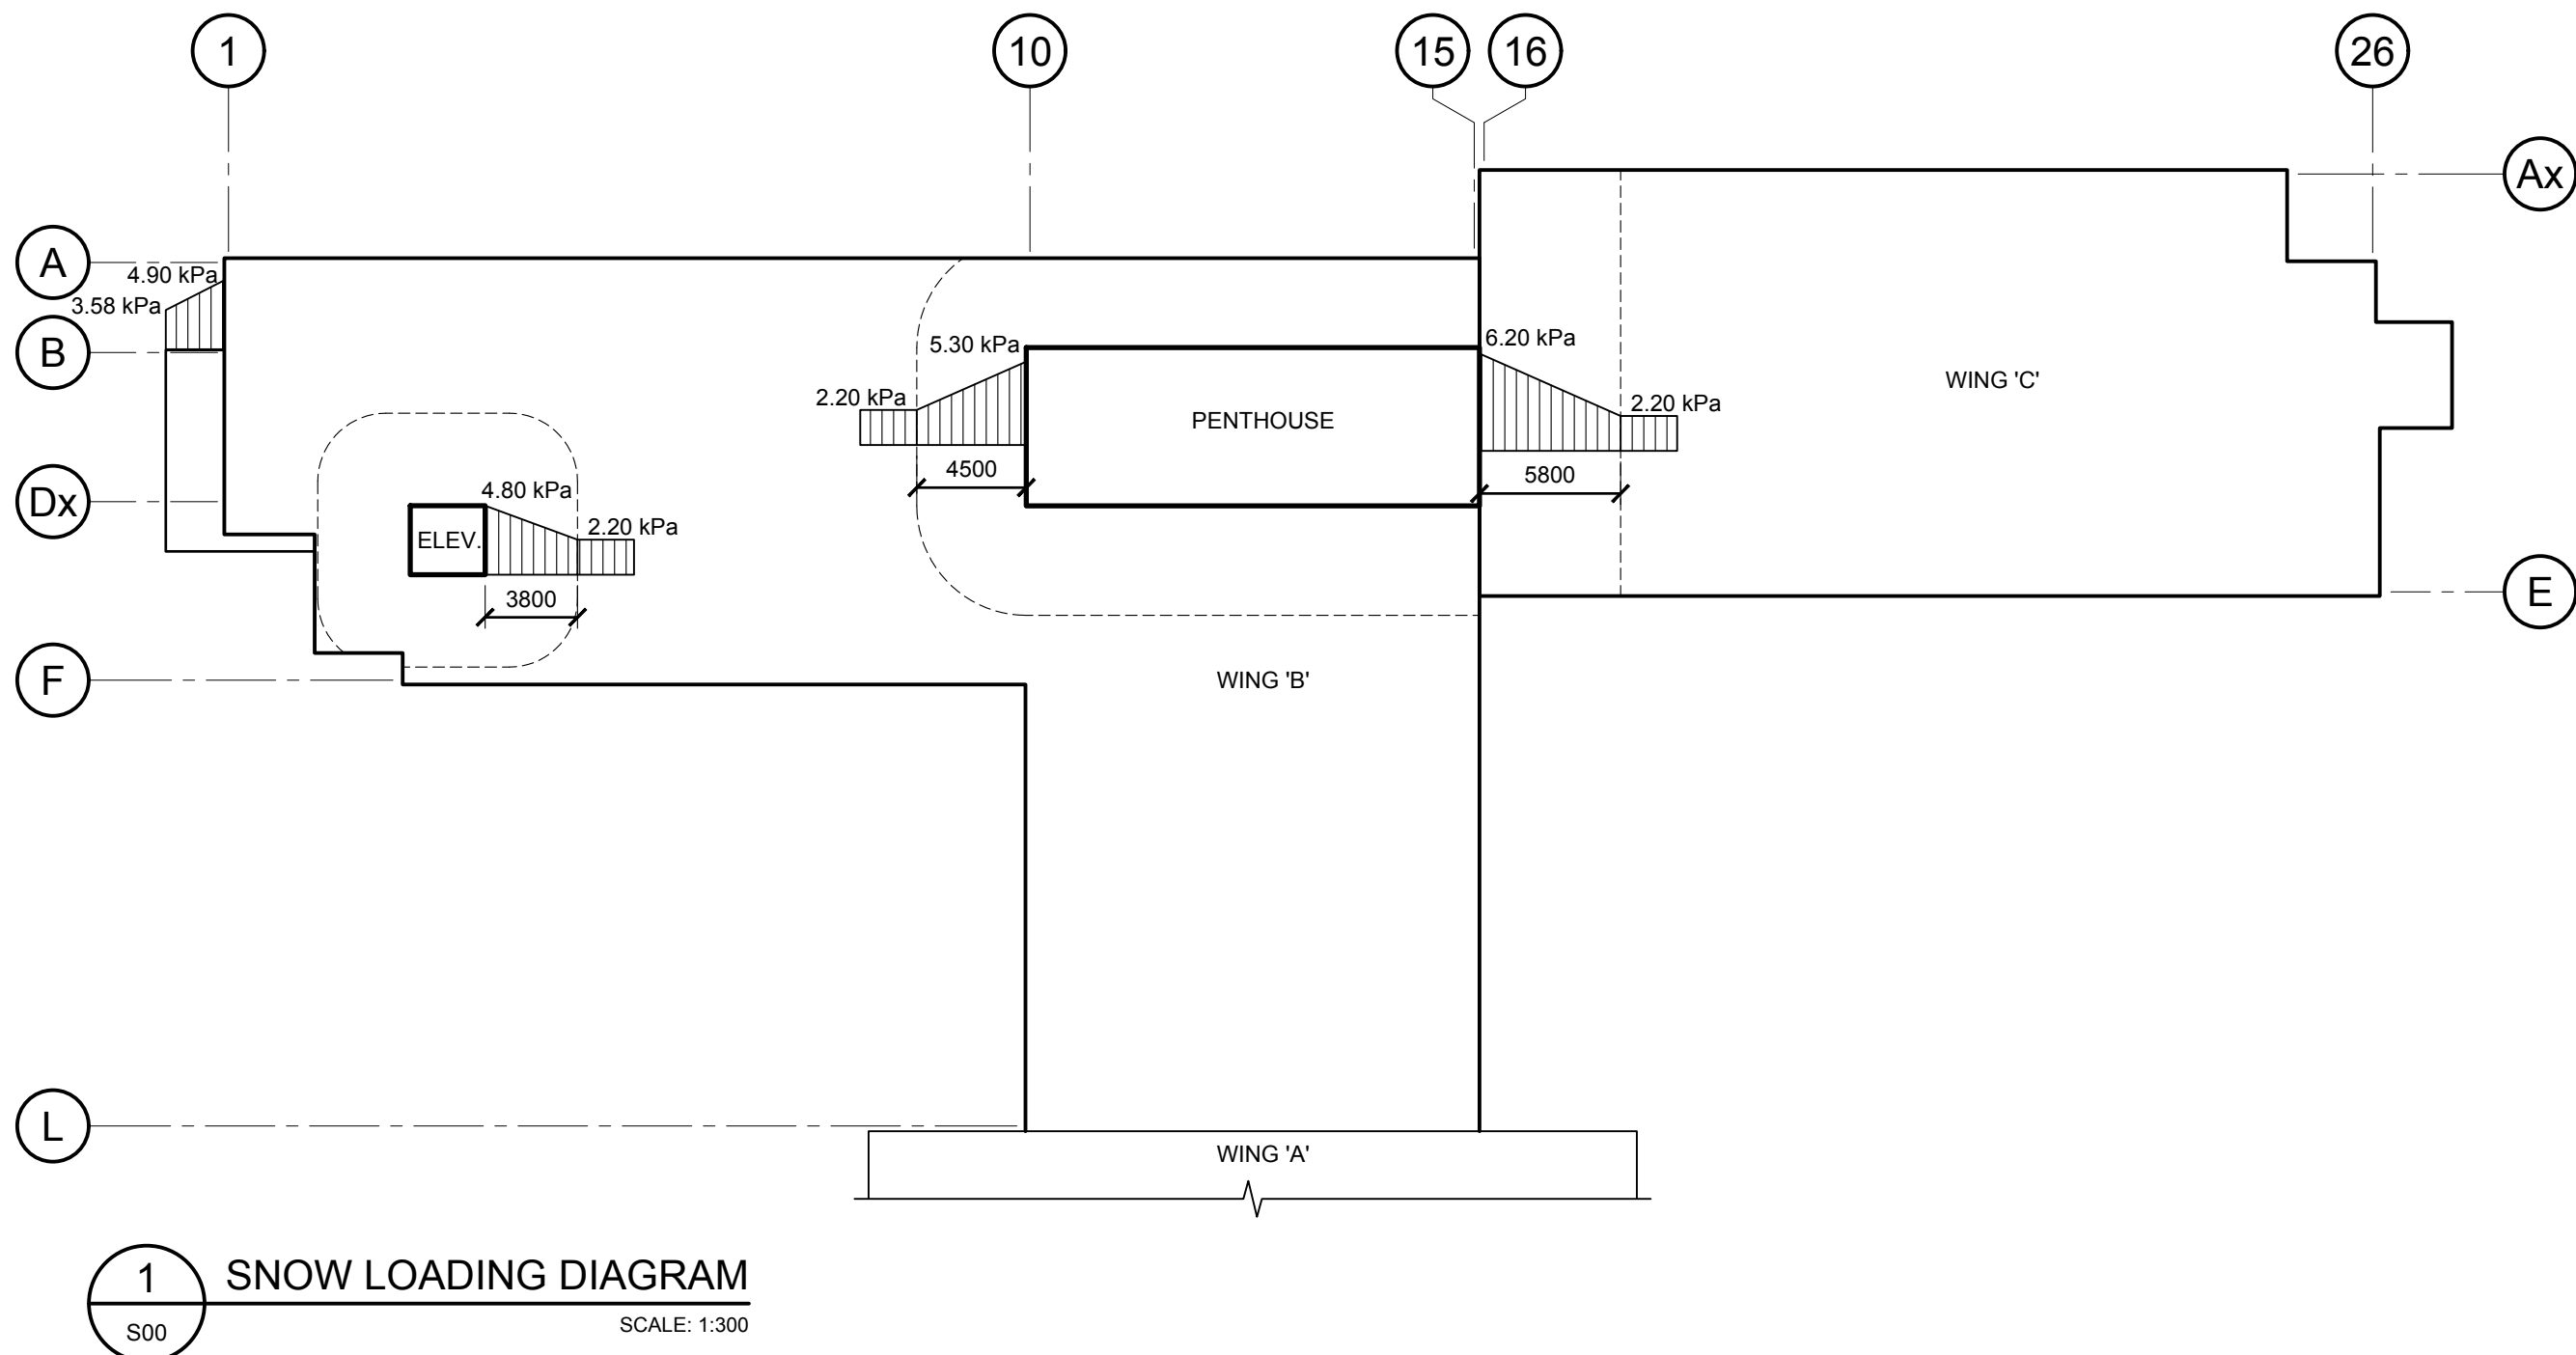 1
10
15
16
26
Ax
A
4.90 kPa
3.58 kPa
B
5.30 kPa
6.20 kPa
WING 'C'
2.20 kPa
2.20 kPa
PENTHOUSE
4500
5800
Dx
4.80 kPa
2.20 kPa
ELEV.
3800
E
F
WING 'B'
L
WING 'A'
1
SNOW LOADING DIAGRAM
S00
SCALE: 1:300